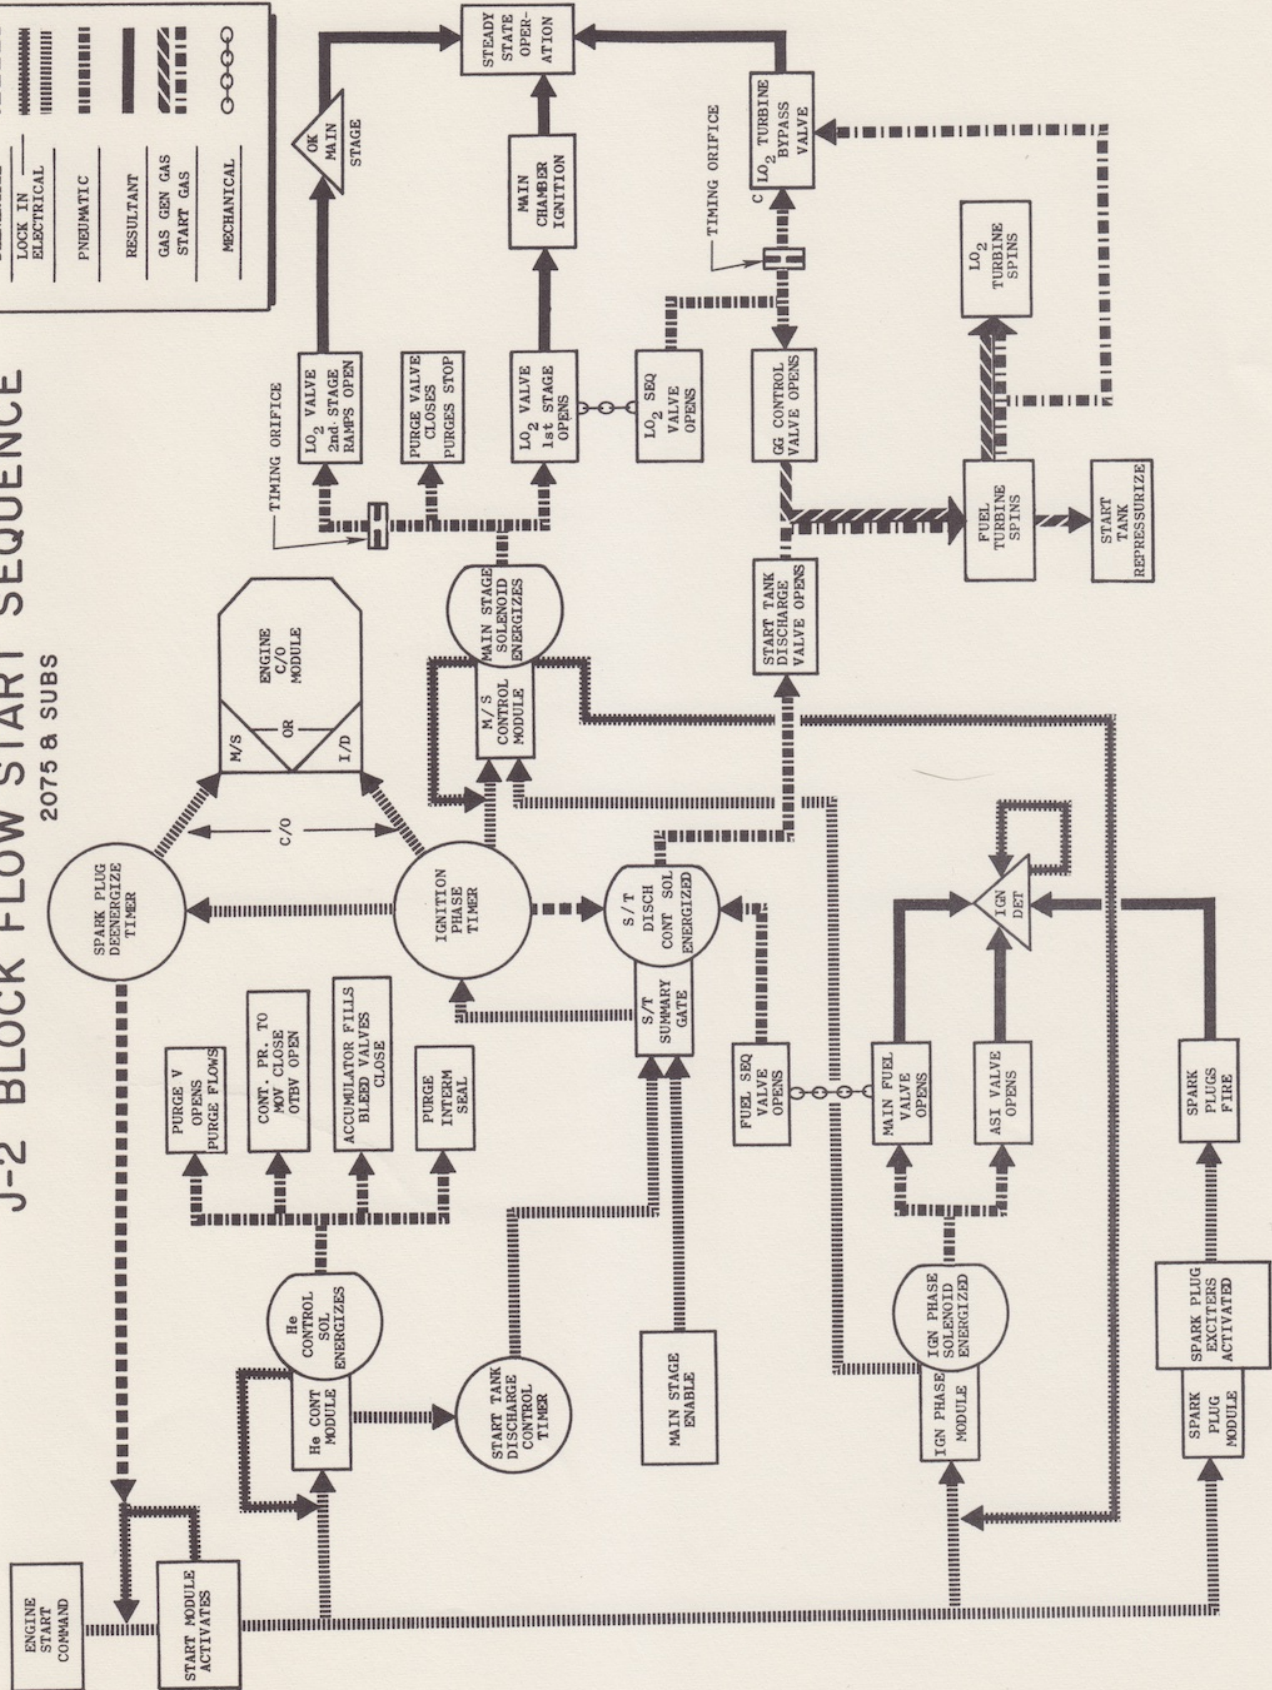 J-2 BLOCK FLOW START SEQUENCE
2075 & SUBS
LOCK IN
ELECTRICAL
PNEUMATIC
RESULTANT
GAS GEN GAS
START GAS
MECHANICAL
ENGINE
START
COMMAND
START MODULE
ACTIVATES
SPARK PLUG
DEENERGIZE
TIMER
M/S
OR
I/D
ENGINE
C/O
MODULE
C/O
PURGE V
OPENS
PURGE FLOWS
CONT. PR. TO
MOV CLOSE
OTBV OPEN
ACCUMULATOR FILLS
BLEED VALVES
CLOSE
PURGE
INTERM
SEAL
He CONT
MODULE
He
CONTROL
SOL
ENERGIZES
START TANK
DISCHARGE
CONTROL
TIMER
IGNITION
PHASE
TIMER
MAIN STAGE
ENABLE
S/T
SUMMARY
GATE
S/T
DISCH
CONT SOL
ENERGIZED
M/S
CONTROL
MODULE
MAIN STAGE
SOLENOID
ENERGIZES
TIMING ORIFICE
LO2 VALVE
2nd STAGE
RAMPS OPEN
PURGE VALVE
CLOSES
PURGES STOP
LO2 VALVE
1st STAGE
OPENS
OK
MAIN
STAGE
MAIN
CHAMBER
IGNITION
STEADY
STATE
OPER-
ATION
LO2 SEQ
VALVE
OPENS
TIMING ORIFICE
GG CONTROL
VALVE OPENS
C
LO2 TURBINE
BYPASS
VALVE
START TANK
DISCHARGE
VALVE OPENS
FUEL SEQ
VALVE
OPENS
MAIN FUEL
VALVE
OPENS
ASI VALVE
OPENS
IGN PHASE
MODULE
IGN PHASE
SOLENOID
ENERGIZED
IGN
DET
FUEL
TURBINE
SPINS
LO2
TURBINE
SPINS
START
TANK
REPRESSURIZE
SPARK
PLUG
MODULE
SPARK PLUG
EXCITERS
ACTIVATED
SPARK
PLUGS
FIRE